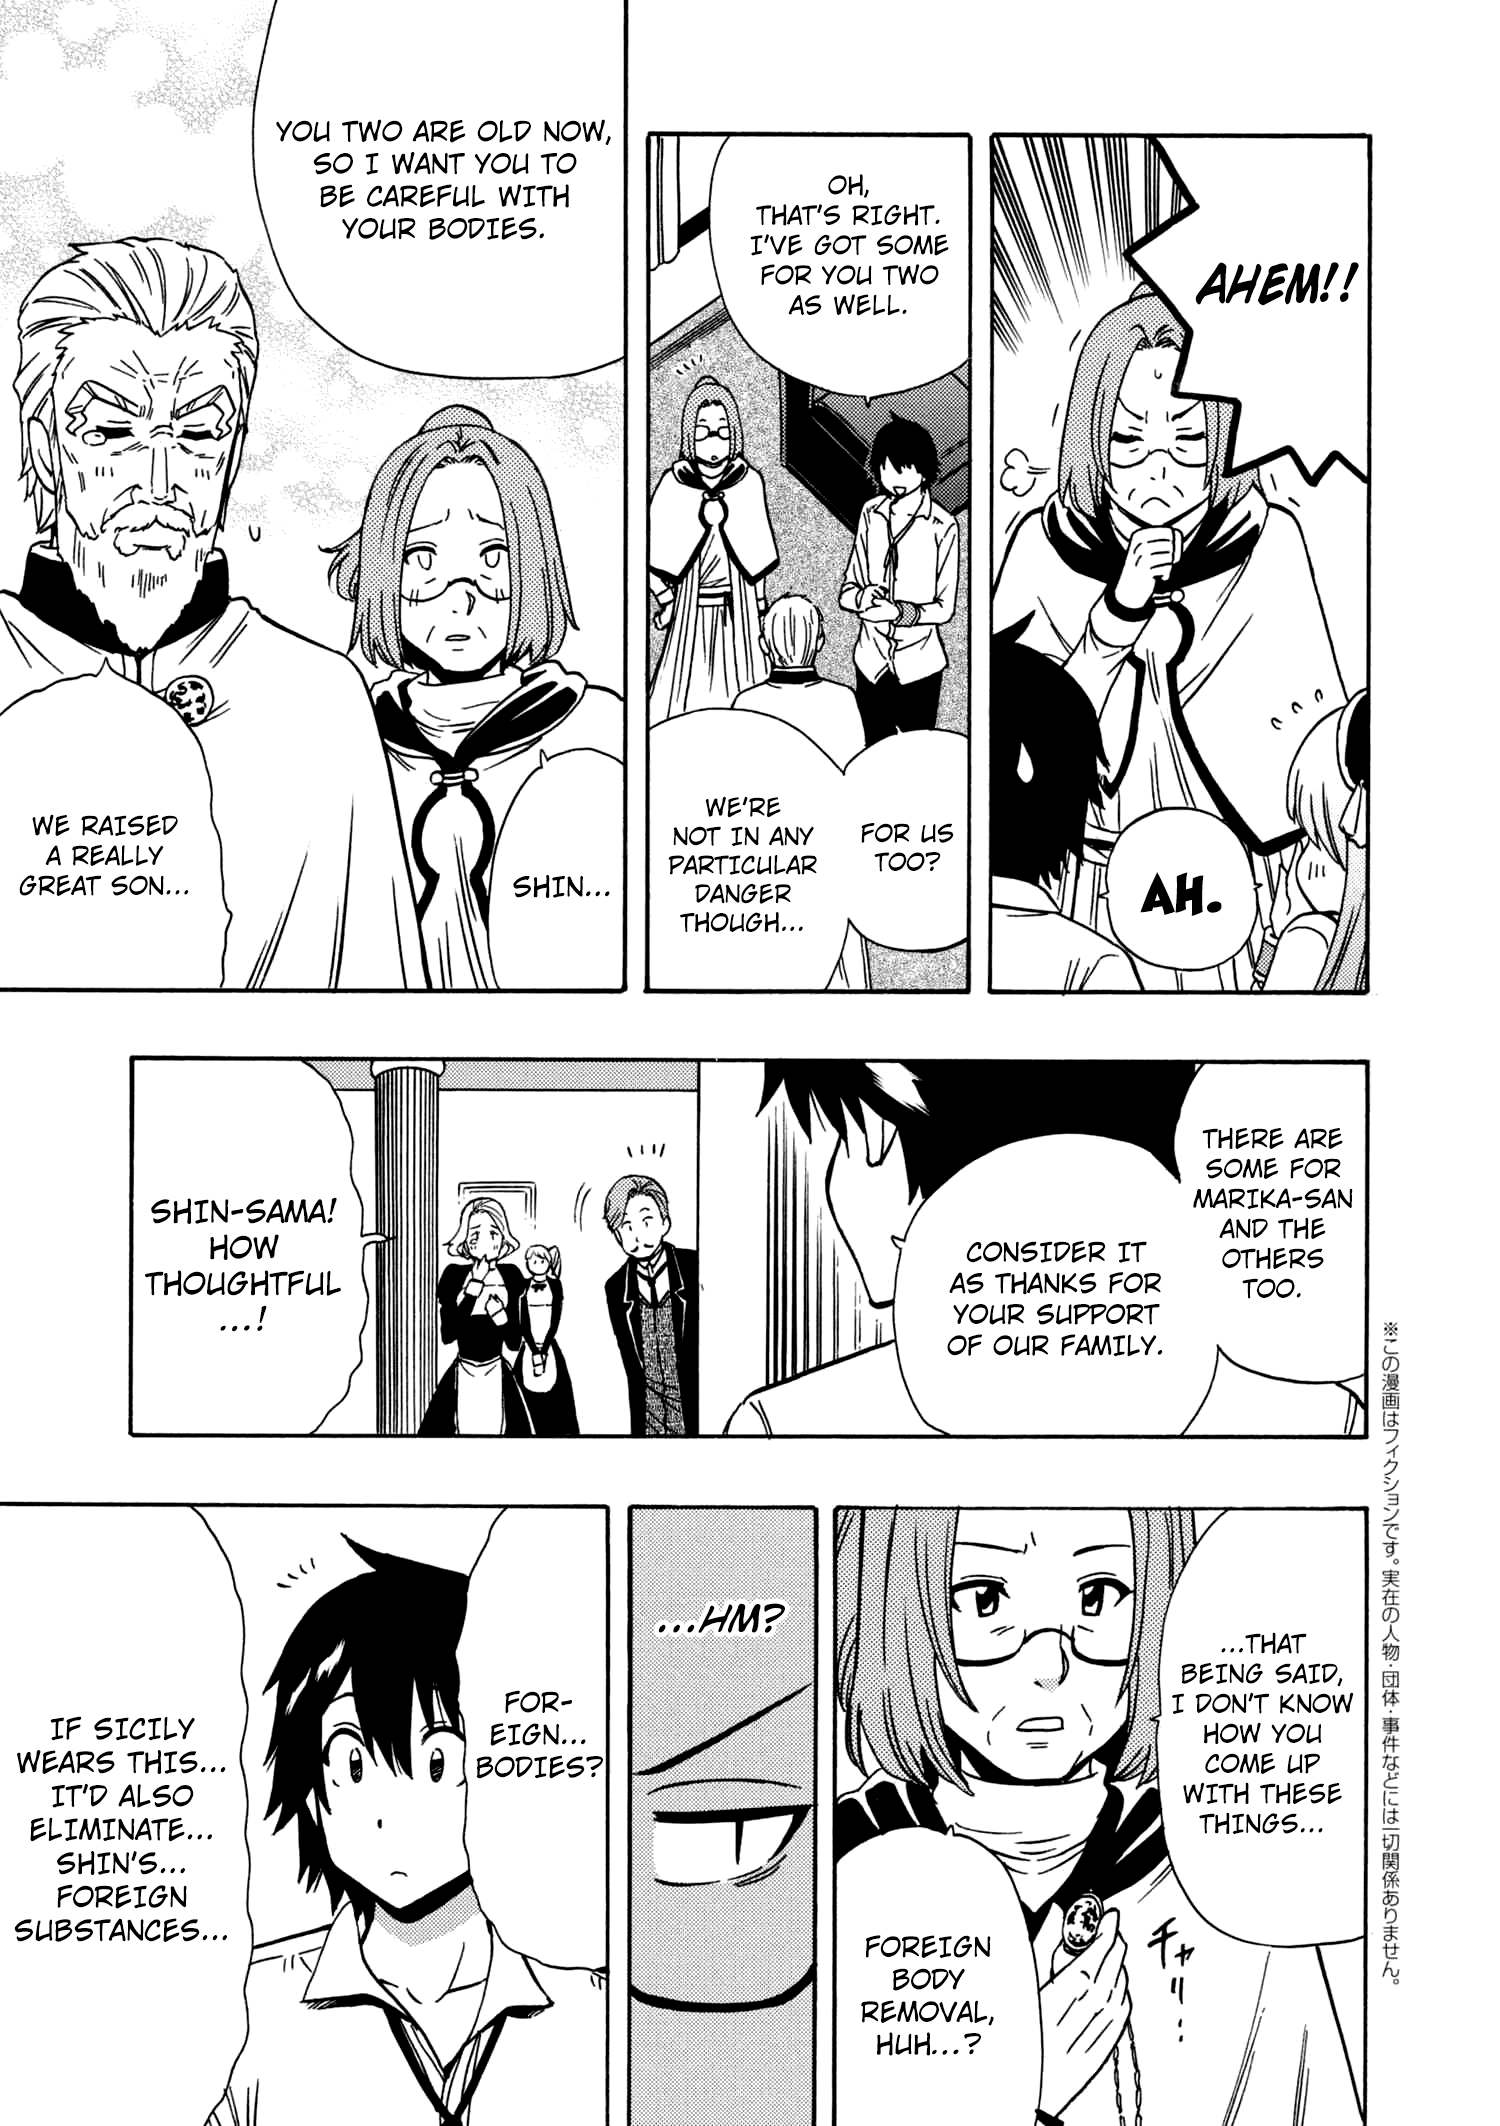 AHEM!!
AH.
OH,
THAT'S RIGHT.
I'VE GOT SOME
FOR YOU TWO
AS WELL.
FOR US
TOO?
WE'RE
NOT IN ANY
PARTICULAR
DANGER
THOUGH...
YOU TWO ARE OLD NOW,
SO I WANT YOU TO
BE CAREFUL WITH
YOUR BODIES.
SHIN...
WE RAISED
A REALLY
GREAT SON...
THERE ARE
SOME FOR
MARIKA-SAN
AND THE
OTHERS
TOO.
CONSIDER IT
AS THANKS FOR
YOUR SUPPORT
OF OUR FAMILY.
SHIN-SAMA!
HOW
THOUGHTFUL
...!
...THAT
BEING SAID,
I DON'T KNOW
HOW YOU
COME UP
WITH THESE
THINGS...
チャリ…
FOREIGN
BODY
REMOVAL,
HUH...?
...HM?
FOR-
EIGN...
BODIES?
IF SICILY
WEARS THIS...
IT'D ALSO
ELIMINATE...
SHIN'S...
FOREIGN
SUBSTANCES...
※この漫画はフィクションです。実在の人物・団体・事件などには一切関係ありません。